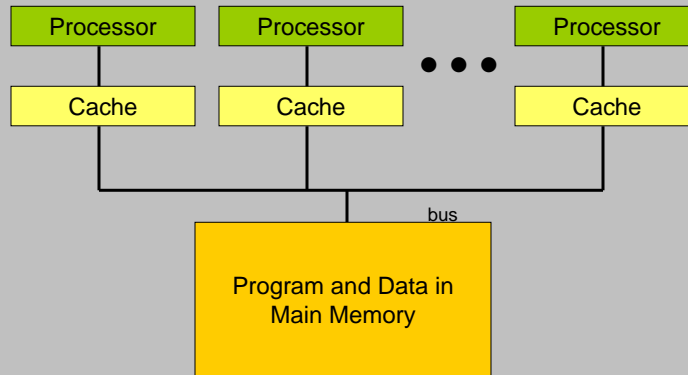 Processor
Processor
Processor
Cache
Cache
Cache
bus
Program and Data in
Main Memory